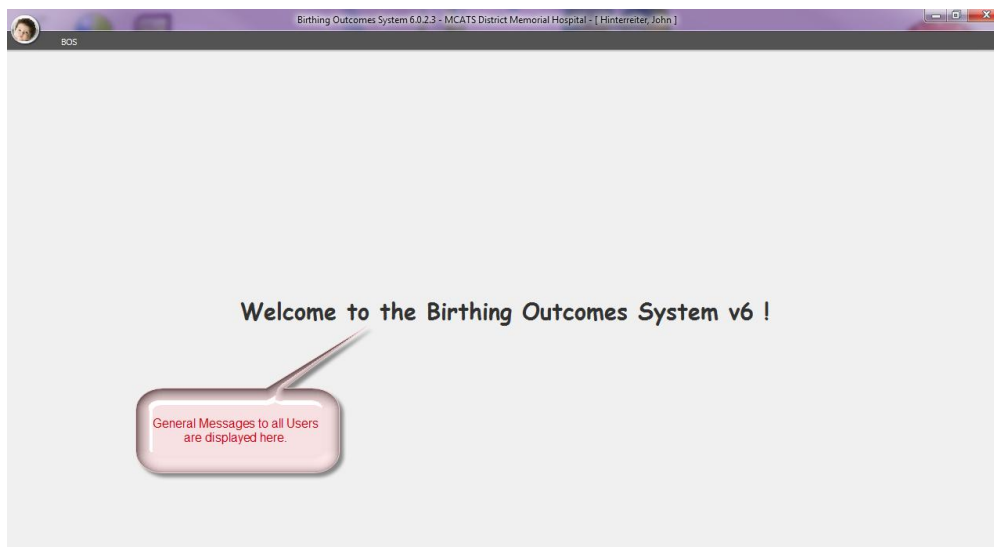 Birthing Outcomes System 6.0.2.3 - MCATS District Memorial Hospital - [ Hinterreiter, John ]
BOS
Welcome to the Birthing Outcomes System v6 !
General Messages to all Users
are displayed here.